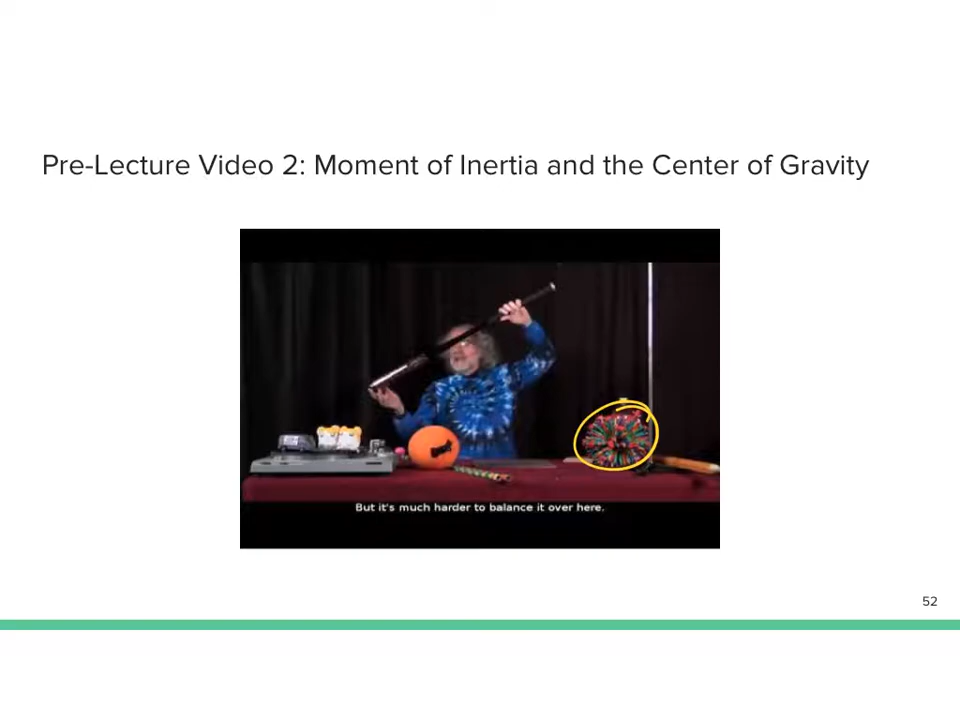 Pre-Lecture Video 2: Moment of Inertia and the Center of Gravity
But it's much harder to balance it over here.
52